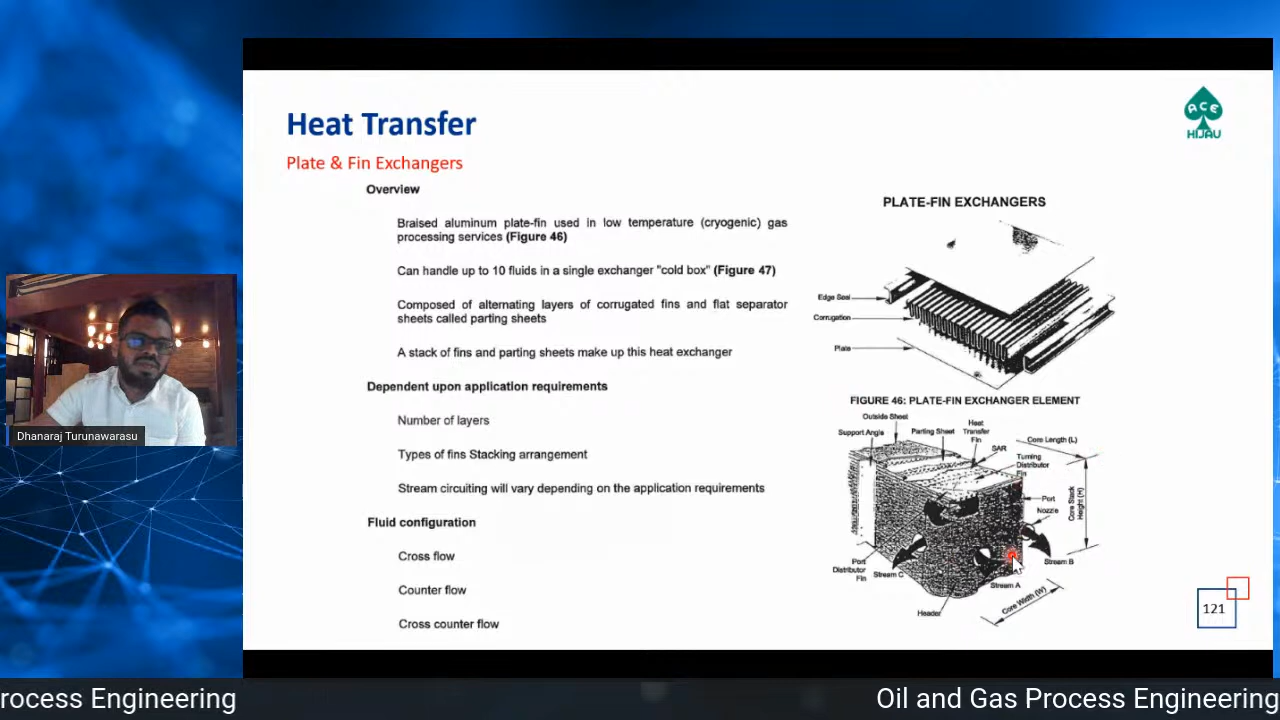 ACE
HIJAU
Heat Transfer
Plate & Fin Exchangers
Overview
Braised aluminum plate-fin used in low temperature (cryogenic) gas
processing services (Figure 46)
Can handle up to 10 fluids in a single exchanger "cold box" (Figure 47)
Composed of alternating layers of corrugated fins and flat separator
sheets called parting sheets
A stack of fins and parting sheets make up this heat exchanger
Dependent upon application requirements
Number of layers
Types of fins Stacking arrangement
Stream circuiting will vary depending on the application requirements
Fluid configuration
Cross flow
Counter flow
Cross counter flow
PLATE-FIN EXCHANGERS
Edge Seal
Corrugation
Plate
FIGURE 46: PLATE-FIN EXCHANGER ELEMENT
Outside Sheet
Support Angle
Parting Sheet
Heat
Transfer
Fin
SAR
Core Length (L)
Turning
Distributor
Fin
Port
Nozzle
Core Stack
Height (H)
Stream B
Port
Distributor
Fin
Stream C
Stream A
Header
Core Width (W)
121
Dhanaraj Turunawarasu
rocess Engineering
Oil and Gas Process Engineering